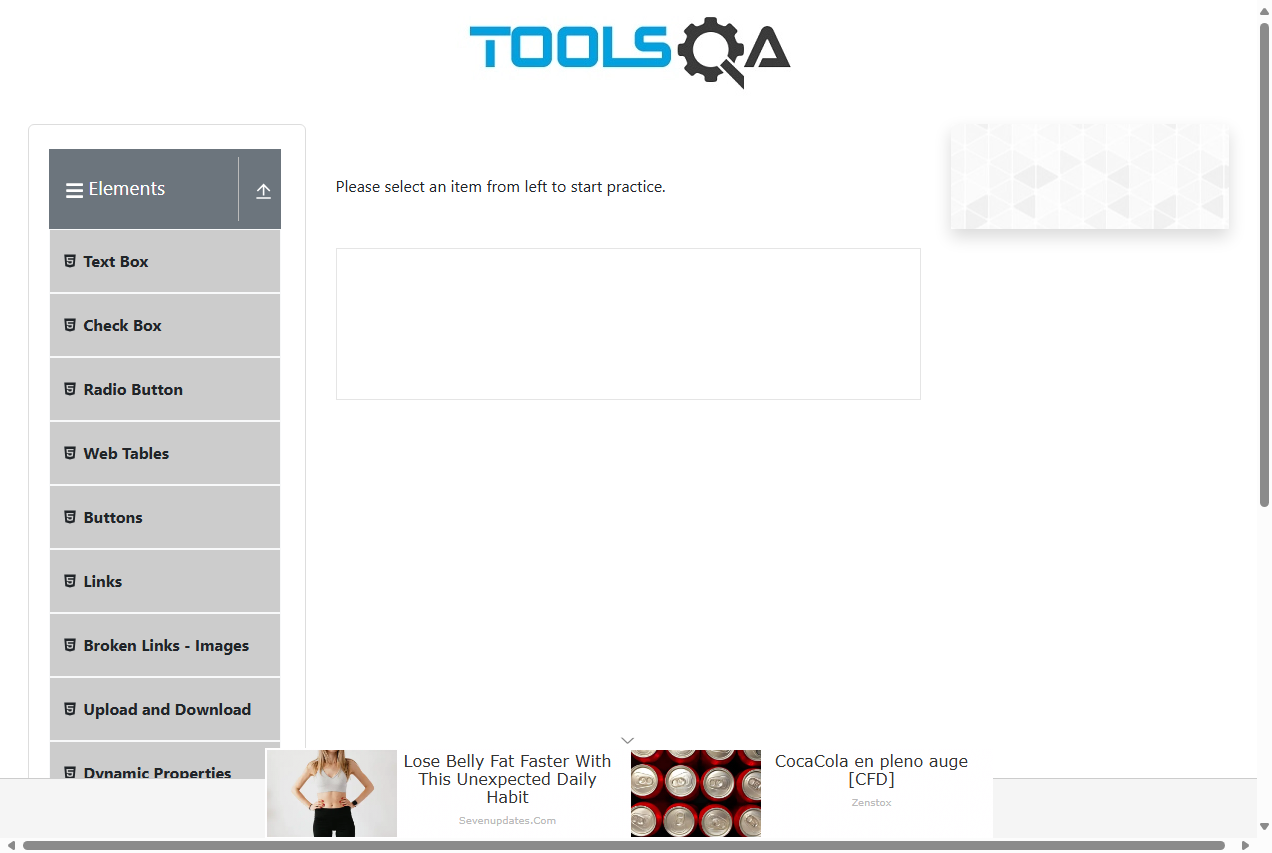 TOOLSQA
Elements
Please select an item from left to start practice.
Text Box
Check Box
Radio Button
Web Tables
Buttons
Links
Broken Links - Images
Upload and Download
Dynamic Properties
Lose Belly Fat Faster With
This Unexpected Daily
Habit
Sevenupdates.Com
CocaCola en pleno auge
[CFD]
Zenstox